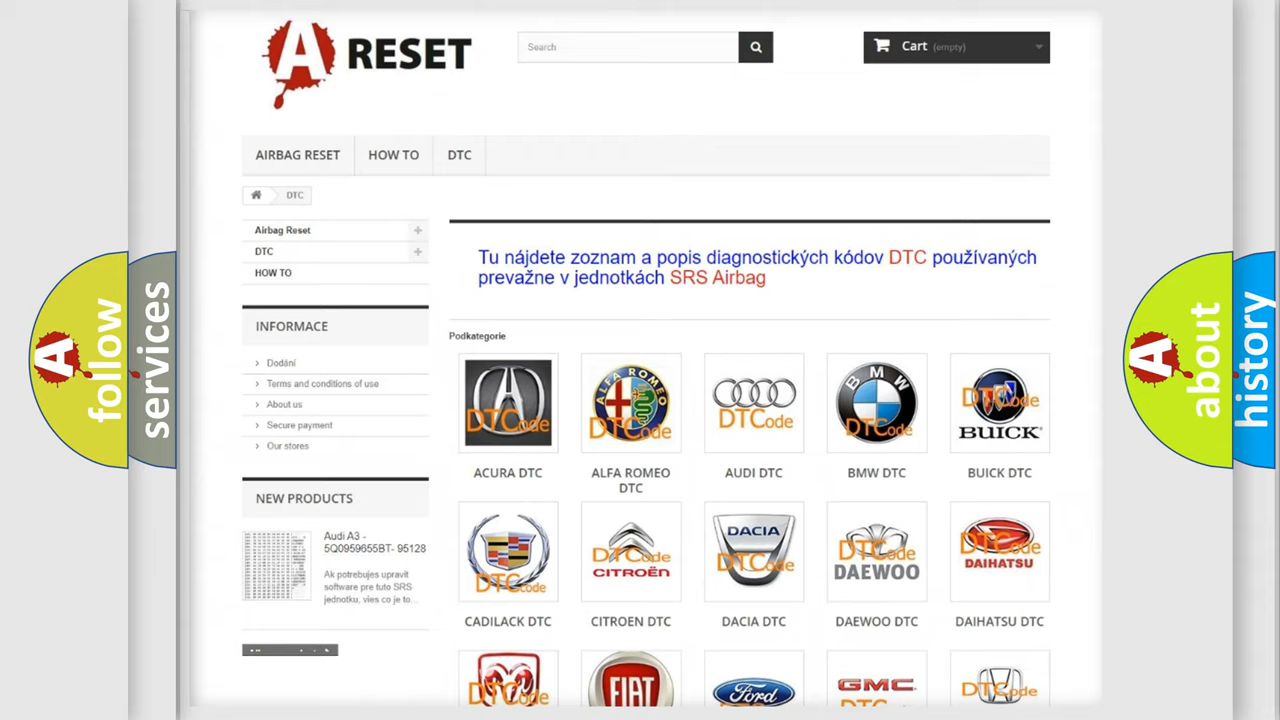 A RESET
Search
Cart (empty)
AIRBAG RESET
HOW TO
DTC
DTC
Airbag Reset
DTC
HOW TO
Tu nájdete zoznam a popis diagnostických kódov DTC používaných
prevažne v jednotkách SRS Airbag
INFORMACE
Dodání
Terms and conditions of use
About us
Secure payment
Our stores
NEW PRODUCTS
Audi A3 -
5Q0959655BT- 95128
Ak potrebujes upravit
software pre tuto SRS
jednotku, vies co je to...
Podkategorie
DTCode
ALFA ROMEO
DTCode
DTCode
BMW
DTCode
DTCode
BUICK
ACURA DTC
ALFA ROMEO
DTC
AUDI DTC
BMW DTC
BUICK DTC
DTCode
DTCode
CITROËN
DACIA
DTCode
DTCode
DAEWOO
DTCode
DAIHATSU
CADILACK DTC
CITROEN DTC
DACIA DTC
DAEWOO DTC
DAIHATSU DTC
DTCode
FIAT
Ford
GMC
DTCode
A follow
services
A about
history